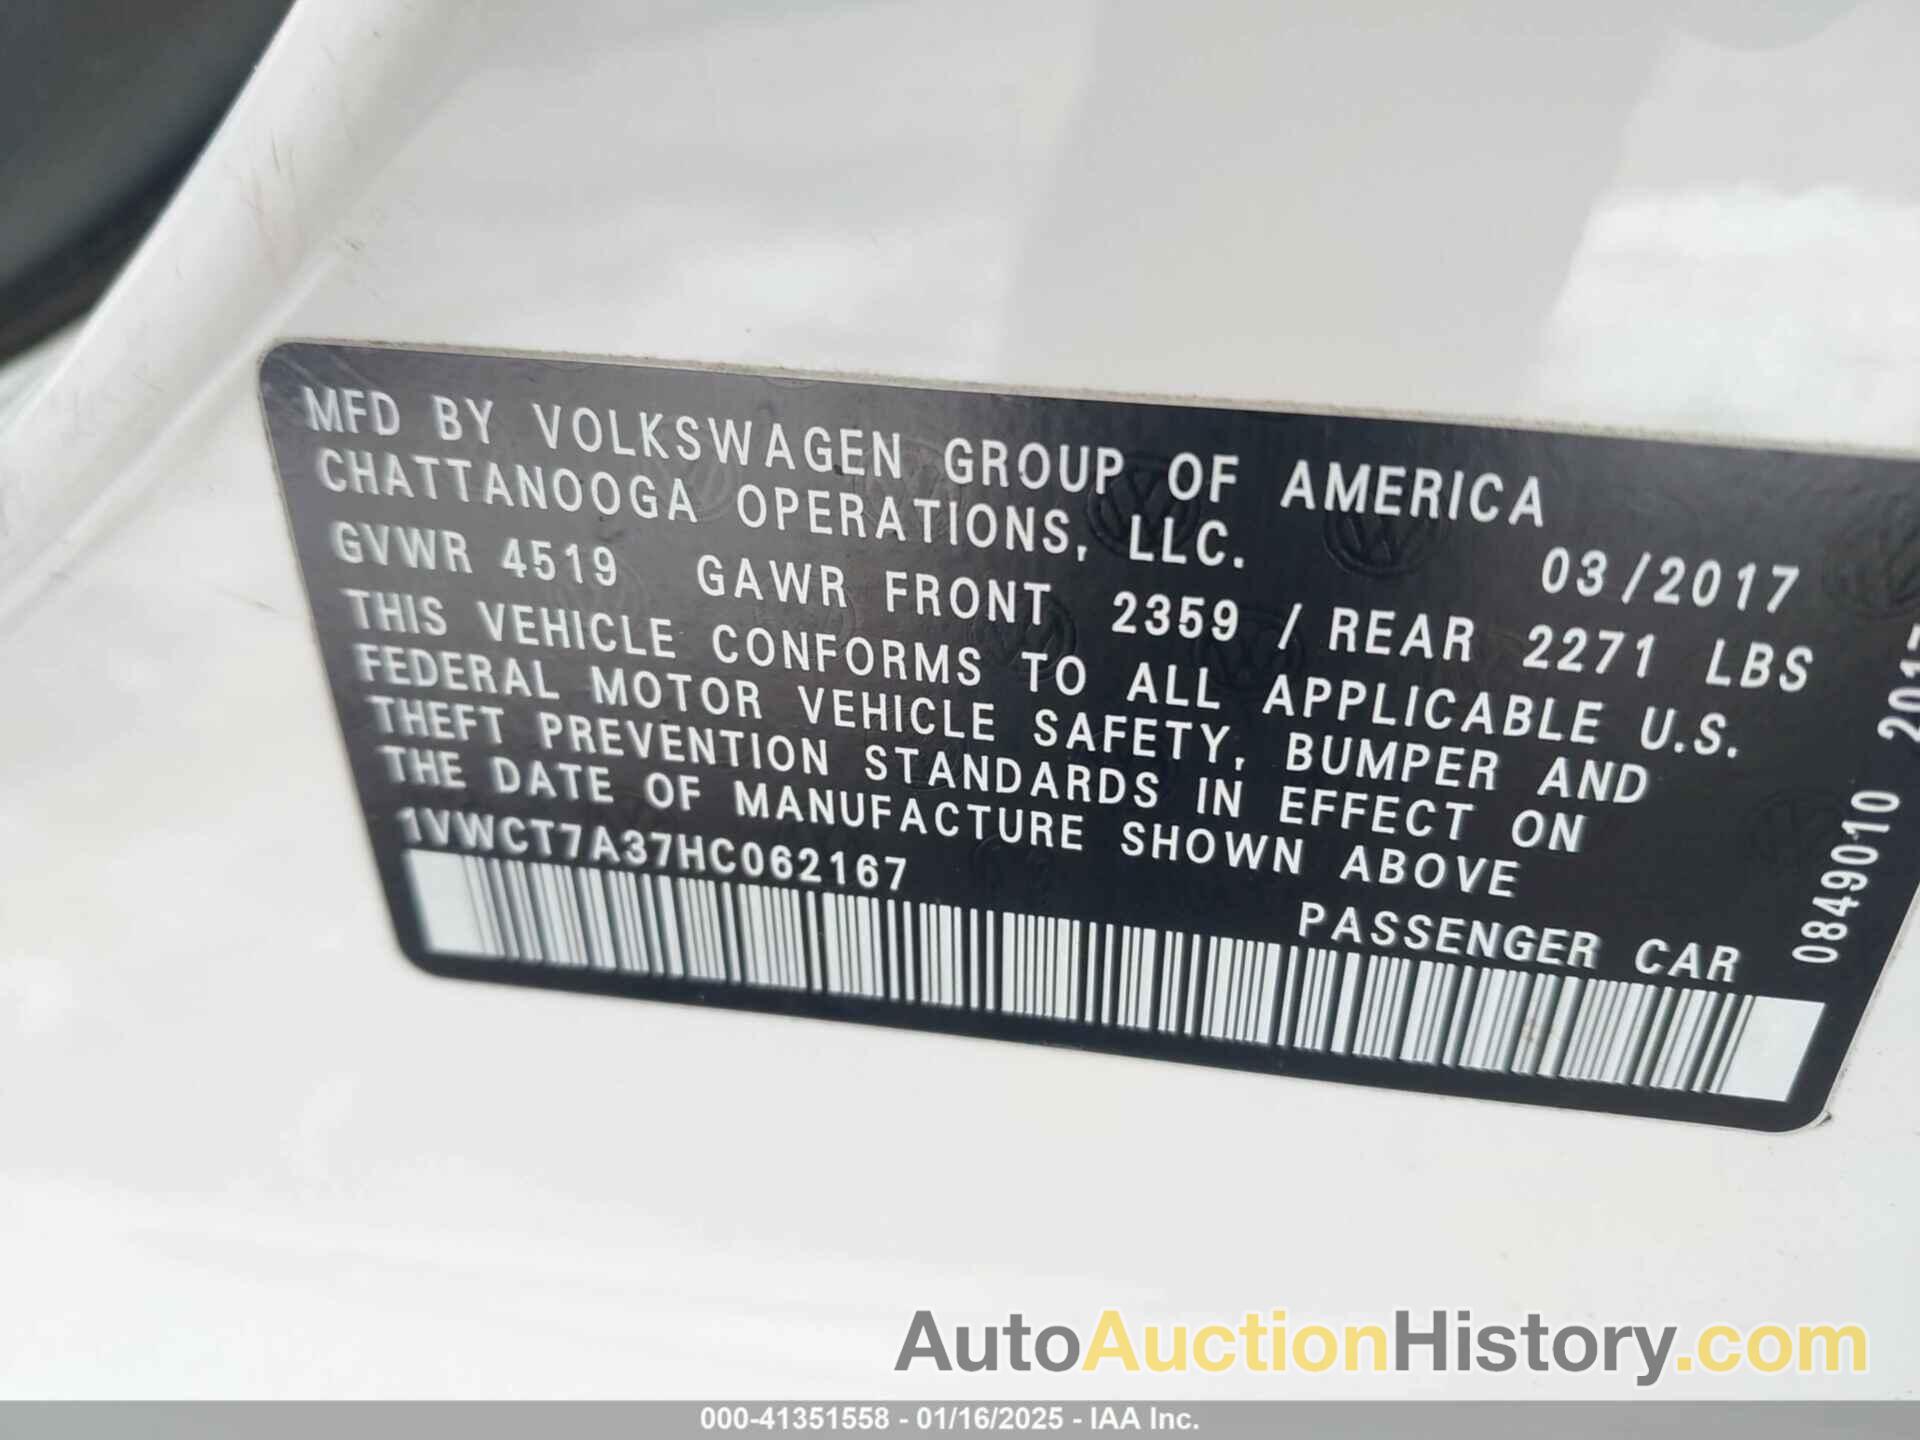 MFD BY VOLKSWAGEN GROUP OF AMERICA
CHATTANOOGA OPERATIONS, LLC. 03/2017
GVWR 4519 GAWR FRONT 2359 / REAR 2271 LBS
THIS VEHICLE CONFORMS TO ALL APPLICABLE U.S.
FEDERAL MOTOR VEHICLE SAFETY, BUMPER AND
THEFT PREVENTION STANDARDS IN EFFECT ON
THE DATE OF MANUFACTURE SHOWN ABOVE
1VWCT7A37HC062167
PASSENGER CAR
0849010 2017
AutoAuctionHistory.com
000-41351558 - 01/16/2025 - IAA Inc.